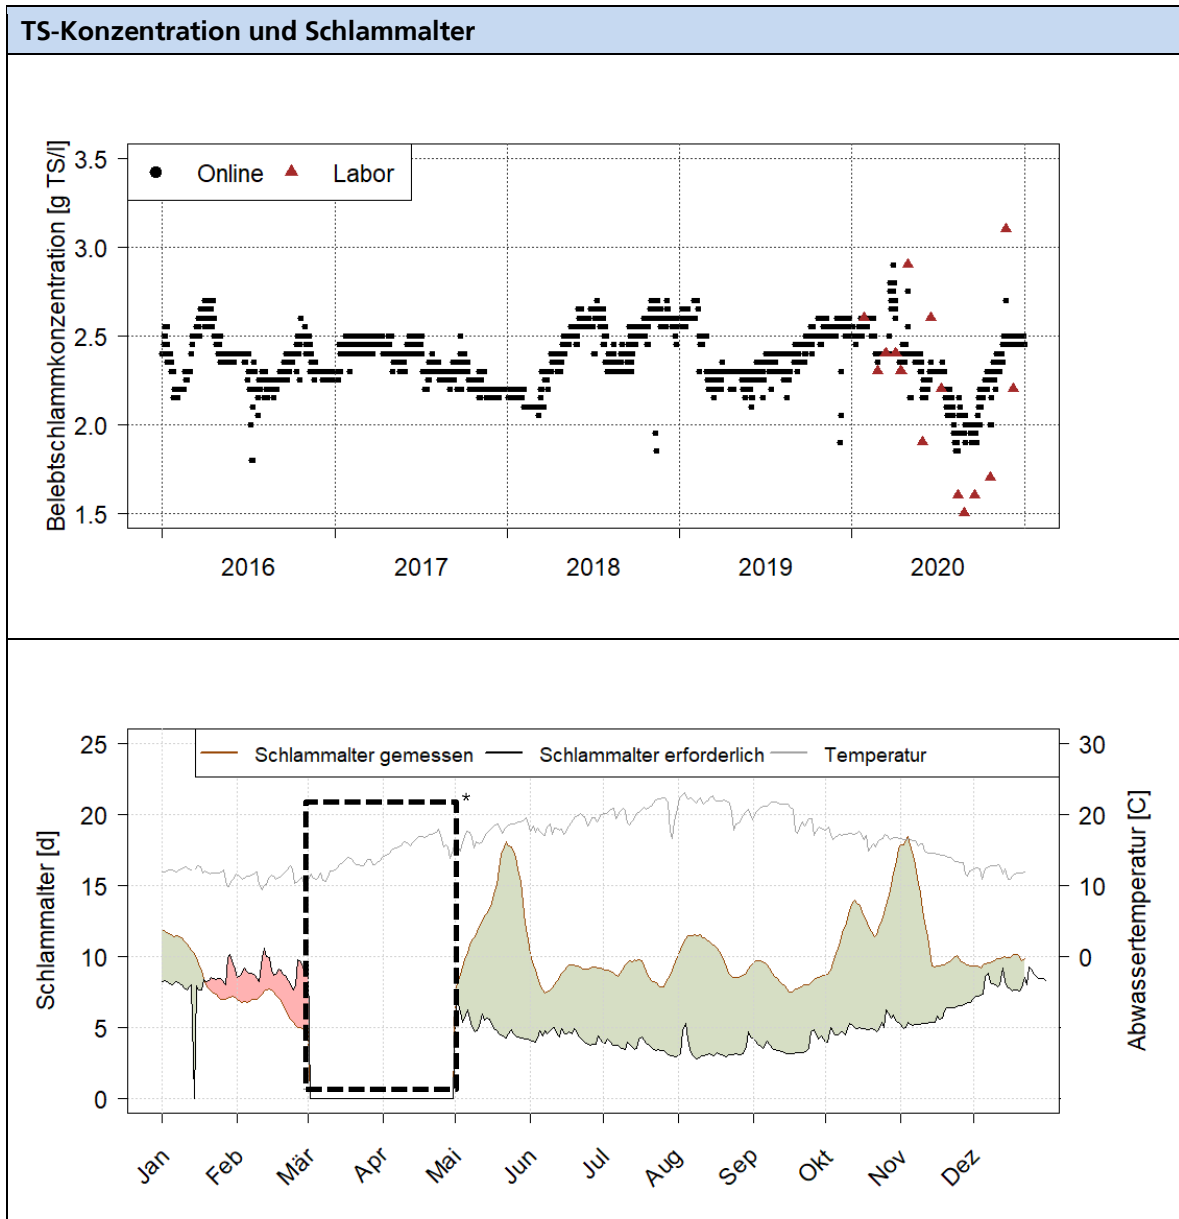 TS-Konzentration und Schlammalter
Belebtschlammkonzentration [g TS/l]
3.5
3.0
2.5
2.0
1.5
Online
Labor
2016
2017
2018
2019
2020
Schlammalter [d]
25
20
15
10
5
0
Schlammalter gemessen
Schlammalter erforderlich
Temperatur
*
30
20
20
10
0
Abwassertemperatur [C]
Jan
Feb
Mär
Apr
Mai
Jun
Jul
Aug
Sep
Okt
Nov
Dez